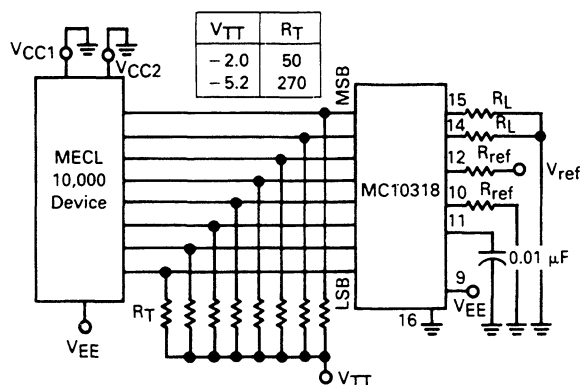 VCC1
VCC2
VTT RT
−2.0 50
−5.2 270
MECL
10,000
Device
VEE
MSB
LSB
MC10318
15 RL
14 RL
12 Rref
Vref
10 Rref
11
0.01 μF
9
VEE
16
RT
VTT